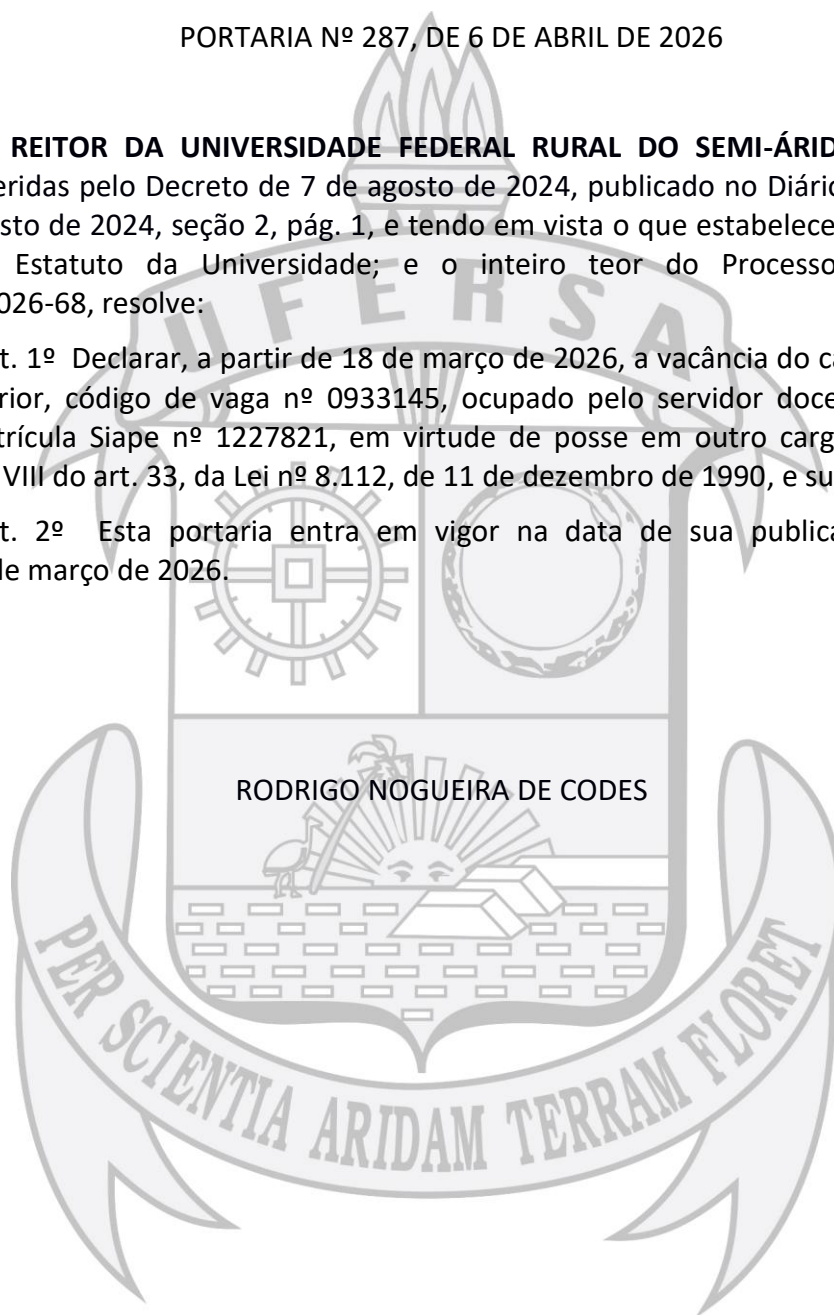 PORTARIA Nº 287, DE 6 DE ABRIL DE 2026
REITOR DA UNIVERSIDADE FEDERAL RURAL DO
eridas pelo Decreto de 7 de agosto de 2024, publicado no Diári
sto de 2024, seção 2, pág. 1, e tendo em vista o que estabelece
Estatuto da Universidade; e o inteiro teor do Processo
026-68, resolve:
UFERSA
t. 1º Declarar, a partir de 18 de março de 2026, a vacância do
rior, código de vaga nº 0933145, ocupado pelo servidor
trícula Siape nº 1227821, em virtude de posse em outro
VIII do art. 33, da Lei nº 8.112, de 11 de dezembro de 1990, e
t. 2º Esta portaria entra em vigor na data de sua
de março de 2026.
RODRIGO NOGUEIRA DE CODES
PER SCIENTIA ARIDAM TERRAM FLORET